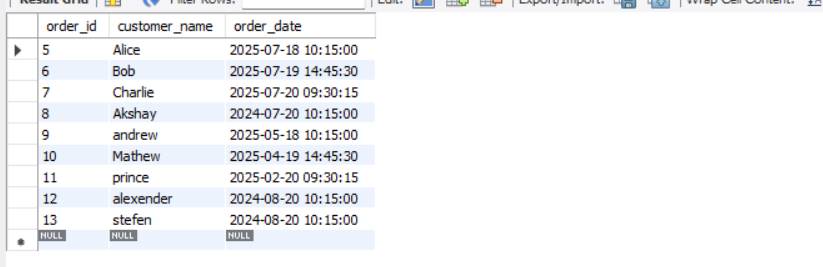 Result Grid Filter Rows: Edit: Export/Import: Wrap Cell Content:
order_id customer_name order_date
5 Alice 2025-07-18 10:15:00
6 Bob 2025-07-19 14:45:30
7 Charlie 2025-07-20 09:30:15
8 Akshay 2024-07-20 10:15:00
9 andrew 2025-05-18 10:15:00
10 Mathew 2025-04-19 14:45:30
11 prince 2025-02-20 09:30:15
12 alexender 2024-08-20 10:15:00
13 stefen 2024-08-20 10:15:00
NULL NULL NULL